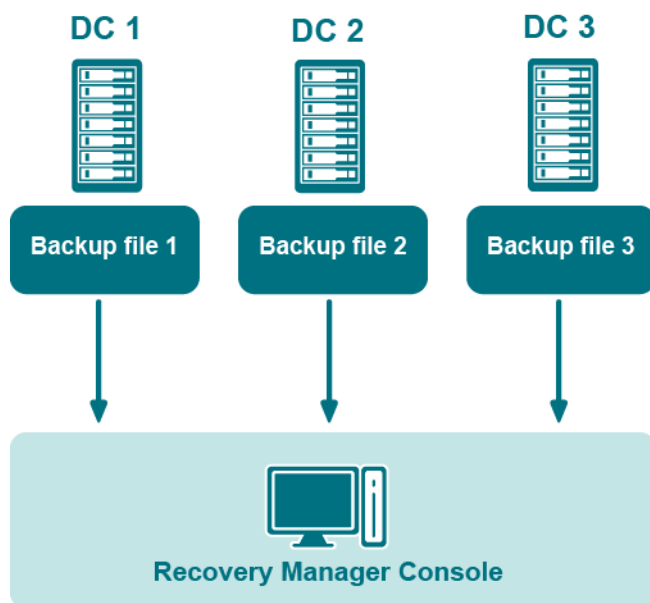 DC 1
DC 2
DC 3
Backup file 1
Backup file 2
Backup file 3
Recovery Manager Console